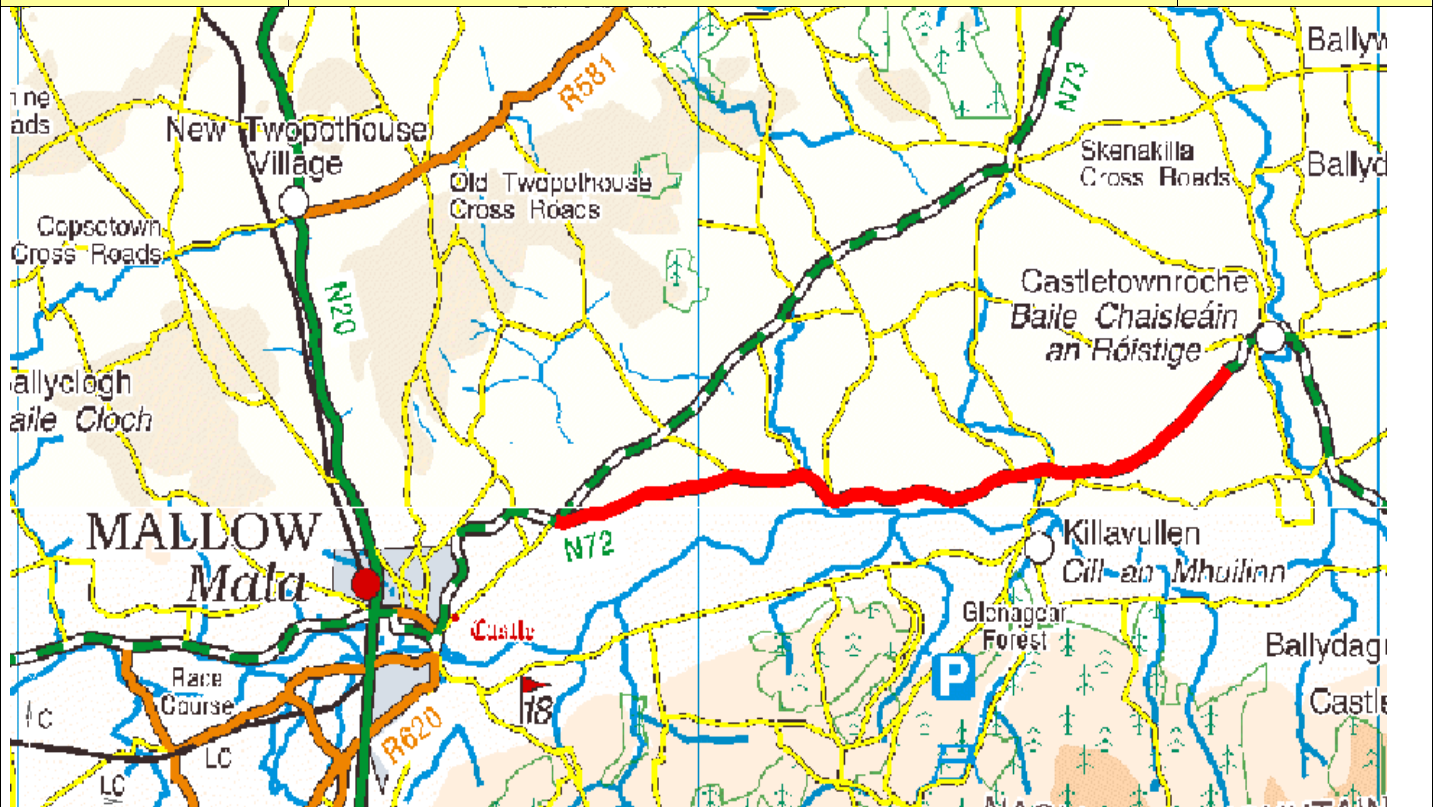 R581
N73
Ballyw
ads
New Twopothouse
Village
Skenakilla
Cross Roads
Ballyd
Old Twopothouse
Cross Roads
Copsetown
Cross Roads
N20
Castletownroche
Baile Chaisleáin
an Róistige
allyclogh
aile Cloch
MALLOW
Mala
N72
Killavullen
Cill an Mhuilinn
Castle
Glenagear
Forest
Ballydag
P
Race
Course
18
Castle
C
R620
LC
LC
V